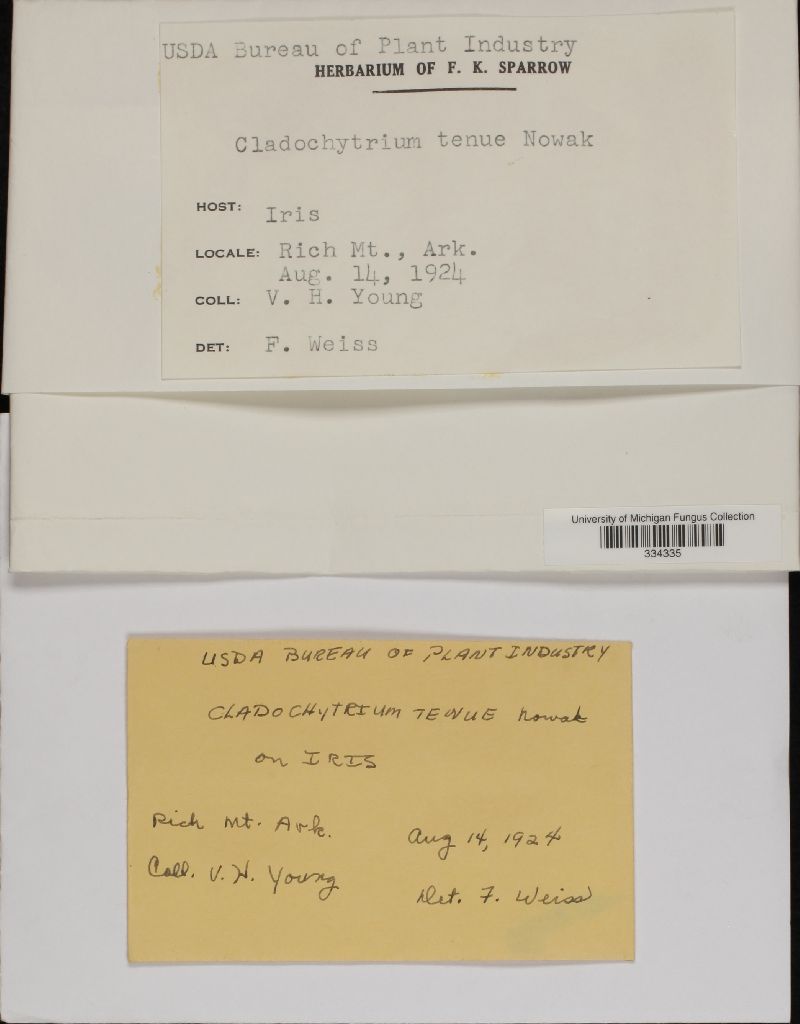 USDA Bureau of Plant Industry
HERBARIUM OF F. K. SPARROW
Cladochytrium tenue Nowak
HOST: Iris
LOCALE: Rich Mt., Ark.
Aug. 14, 1924
COLL: V. H. Young
DET: F. Weiss
University of Michigan Fungus Collection
334335
USDA BUREAU OF PLANT INDUSTRY
CLADOCHYTRIUM TENUE Nowak
on IRIS
Rich Mt. Ark.
Aug 14, 1924
Coll. V. H. Young
Det. F. Weiss